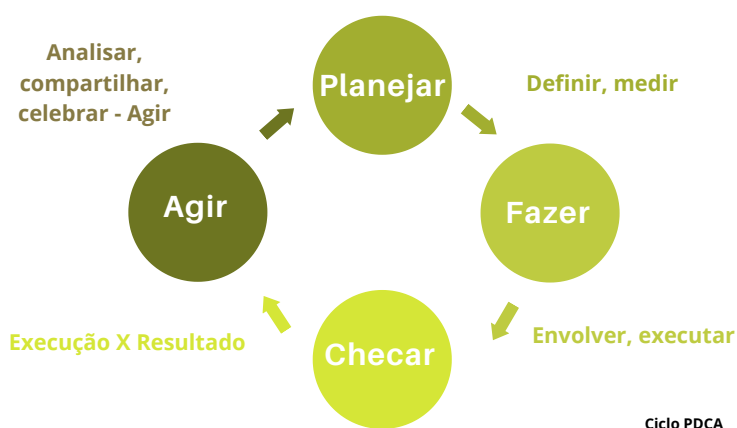 Analisar,
compartilhar,
celebrar - Agir
Planejar
Definir, medir
Agir
Fazer
Execução X Resultado
Checar
Envolver, executar
Ciclo PDCA